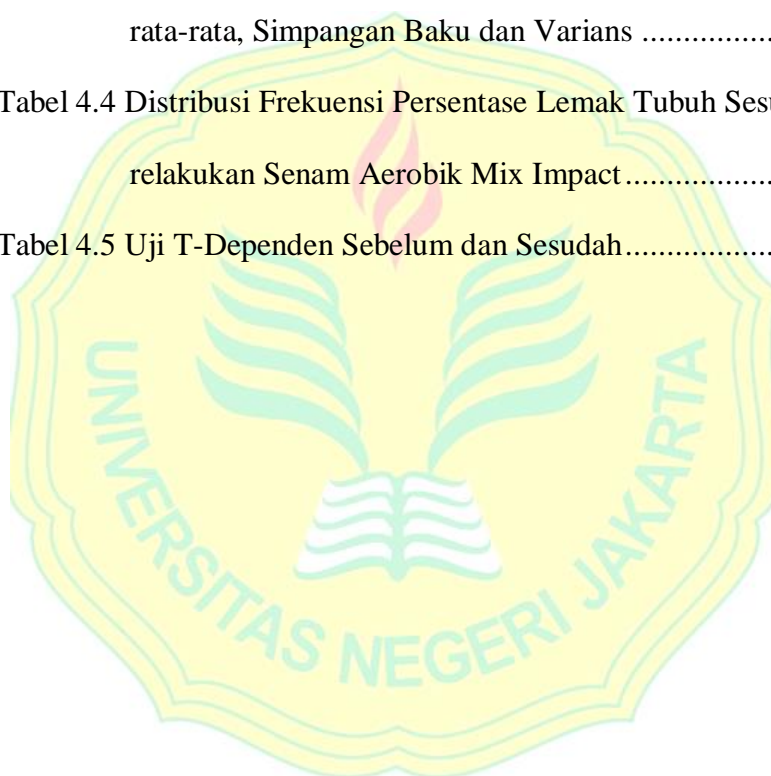 rata-rata, Simpangan Baku dan Varians ................
Tabel 4.4 Distribusi Frekuensi Persentase Lemak Tubuh
relakukan Senam Aerobik Mix Impact ..................
Tabel 4.5 Uji T-Dependen Sebelum dan Sesudah ..................
UNIVERSITAS NEGERI JAKARTA